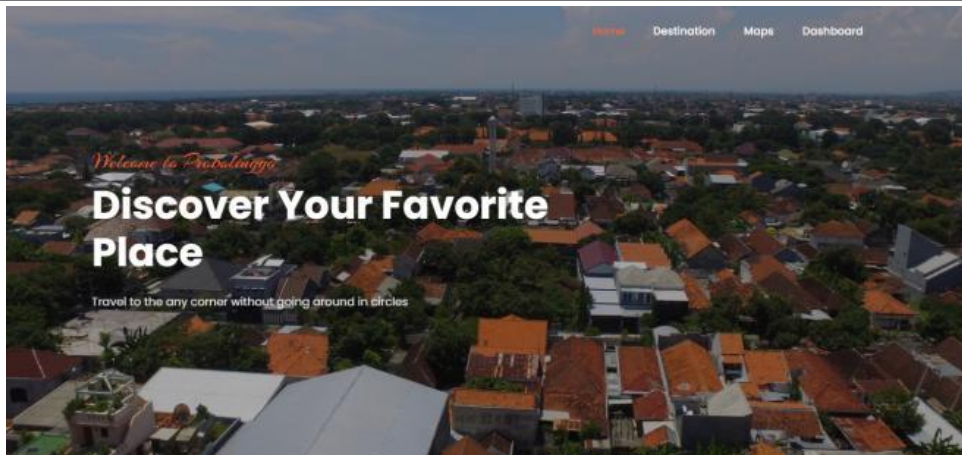 Home Destination Maps Dashboard
Welcome to Probolinggo
Discover Your Favorite
Place
Travel to the any corner without going around in circles